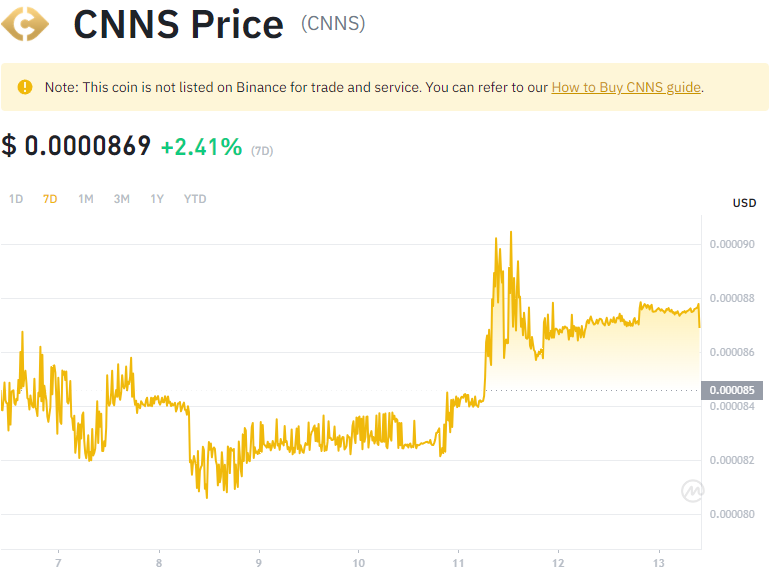 CNNS Price (CNNS)
Note: This coin is not listed on Binance for trade and service. You can refer to our How to Buy CNNS guide.
$ 0.0000869 +2.41% (7D)
1D 7D 1M 3M 1Y YTD
USD
0.000090
0.000088
0.000086
0.000085
0.000084
0.000082
0.000080
7 8 9 10 11 12 13